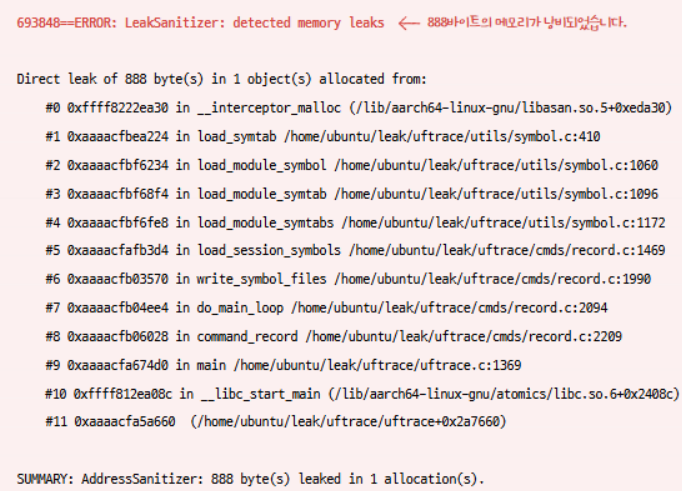 693848==ERROR: LeakSanitizer: detected memory leaks ← 888바이트의 메모리가 낭비되었습니다.
Direct leak of 888 byte(s) in 1 object(s) allocated from:
#0 0xffff8222ea30 in __interceptor_malloc (/lib/aarch64-linux-gnu/libasan.so.5+0xeda30)
#1 0xaaaacfbea224 in load_symtab /home/ubuntu/leak/uftrace/utils/symbol.c:410
#2 0xaaaacfbf6234 in load_module_symbol /home/ubuntu/leak/uftrace/utils/symbol.c:1060
#3 0xaaaacfbf68f4 in load_module_symtab /home/ubuntu/leak/uftrace/utils/symbol.c:1096
#4 0xaaaacfbf6fe8 in load_module_symtabs /home/ubuntu/leak/uftrace/utils/symbol.c:1172
#5 0xaaaacfafb3d4 in load_session_symbols /home/ubuntu/leak/uftrace/cmds/record.c:1469
#6 0xaaaacfb03570 in write_symbol_files /home/ubuntu/leak/uftrace/cmds/record.c:1990
#7 0xaaaacfb04ee4 in do_main_loop /home/ubuntu/leak/uftrace/cmds/record.c:2094
#8 0xaaaacfb06028 in command_record /home/ubuntu/leak/uftrace/cmds/record.c:2209
#9 0xaaaacfa674d0 in main /home/ubuntu/leak/uftrace/uftrace.c:1369
#10 0xffff812ea08c in __libc_start_main (/lib/aarch64-linux-gnu/atomics/libc.so.6+0x2408c)
#11 0xaaaacfa5a660 (/home/ubuntu/leak/uftrace/uftrace+0x2a7660)
SUMMARY: AddressSanitizer: 888 byte(s) leaked in 1 allocation(s).